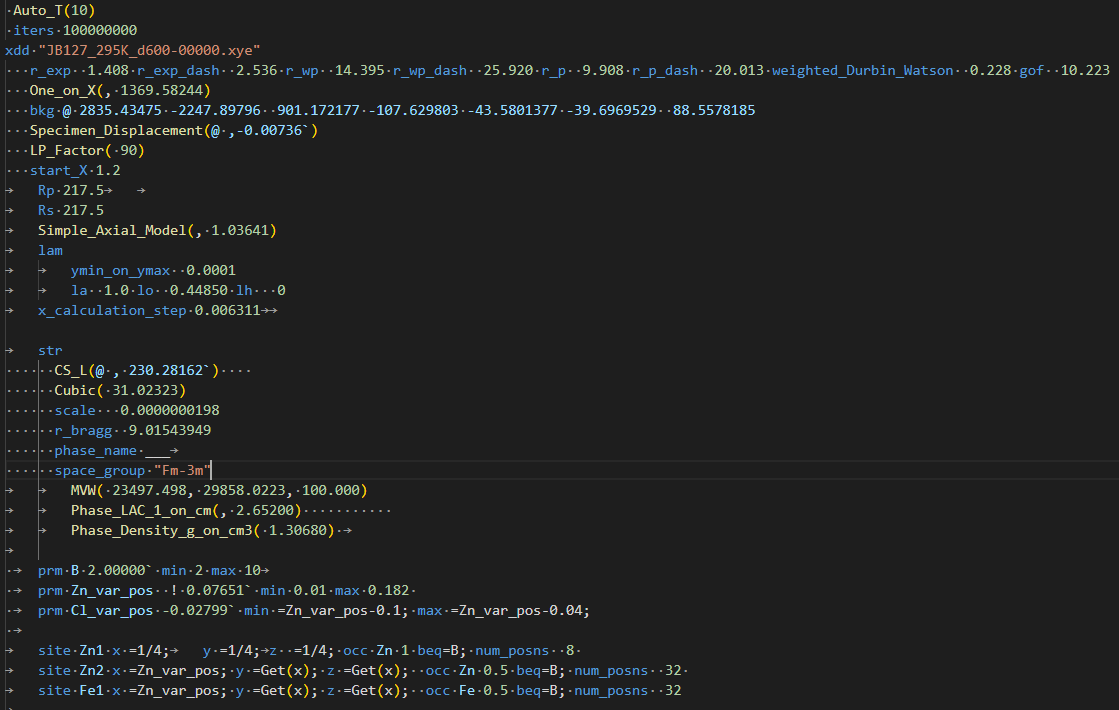 Auto_T(10)
iters 100000000
xdd "JB127_295K_d600-00000.xye"
r_exp 1.408 r_exp_dash 2.536 r_wp 14.395 r_wp_dash 25.920 r_p 9.908 r_p_dash 20.013 weighted_Durbin_Watson 0.228 gof 10.223
One_on_X(, 1369.58244)
bkg @ 2835.43475 -2247.89796 901.172177 -107.629803 -43.5801377 -39.6969529 88.5578185
Specimen_Displacement(@ ,-0.00736`)
LP_Factor( 90)
start_X 1.2
Rp 217.5
Rs 217.5
Simple_Axial_Model(, 1.03641)
lam
ymin_on_ymax 0.0001
la 1.0 lo 0.44850 lh 0
x_calculation_step 0.006311
str
CS_L(@ , 230.28162`)
Cubic( 31.02323)
scale 0.0000000198
r_bragg 9.01543949
phase_name ___
space_group "Fm-3m"
MVW( 23497.498, 29858.0223, 100.000)
Phase_LAC_1_on_cm(, 2.65200)
Phase_Density_g_on_cm3( 1.30680)
prm B 2.00000` min 2 max 10
prm Zn_var_pos ! 0.07651` min 0.01 max 0.182
prm Cl_var_pos -0.02799` min =Zn_var_pos-0.1; max =Zn_var_pos-0.04;
site Zn1 x =1/4; y =1/4; z =1/4; occ Zn 1 beq=B; num_posns 8
site Zn2 x =Zn_var_pos; y =Get(x); z =Get(x); occ Zn 0.5 beq=B; num_posns 32
site Fe1 x =Zn_var_pos; y =Get(x); z =Get(x); occ Fe 0.5 beq=B; num_posns 32